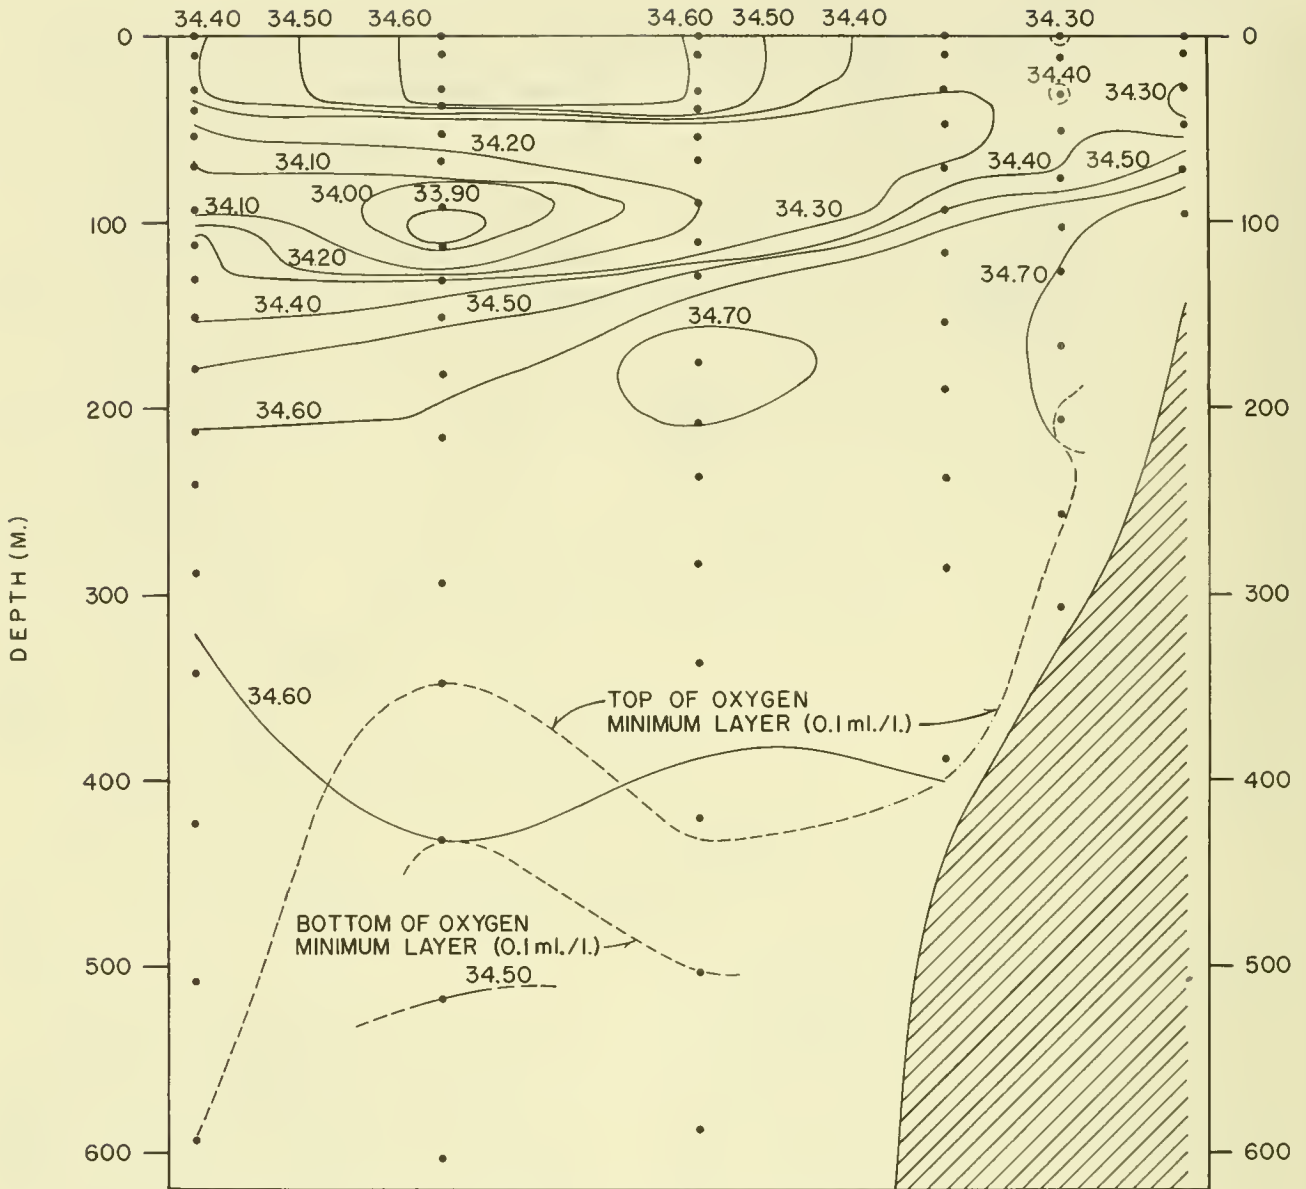 34.40 34.50 34.60 34.60 34.50 34.40 34.30
0 0
34.40
34.30
34.20
34.10 34.40 34.50
34.00 33.90
34.10 34.30
100 100
34.20
34.70
34.40 34.50
34.70
200 34.60 200
DEPTH (M.)
300 300
34.60
TOP OF OXYGEN
MINIMUM LAYER (0.1 ml./l.)
400 400
BOTTOM OF OXYGEN
MINIMUM LAYER (0.1 ml./l.)
500 34.50 500
600 600